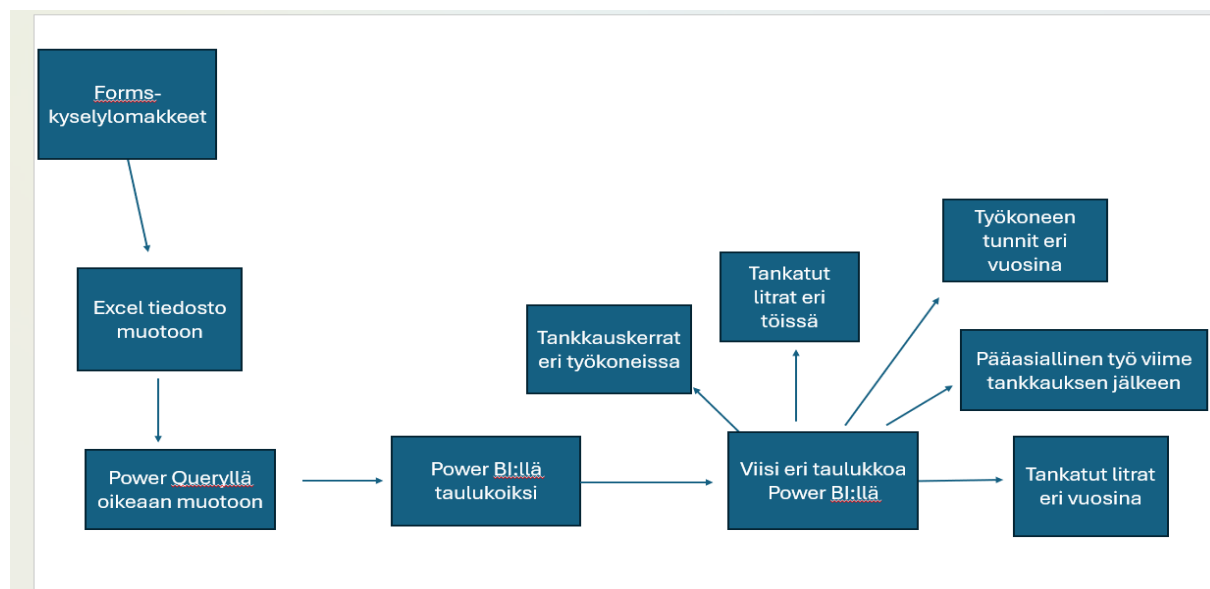 Forms-
kyselylomakkeet
Excel tiedosto
muotoon
Power Queryllä
oikeaan muotoon
Power BI:llä
taulukoiksi
Viisi eri taulukkoa
Power BI:llä
Tankkauskerrat
eri työkoneissa
Tankatut
litrat eri
töissä
Työkoneen
tunnit eri
vuosina
Pääasiallinen työ viime
tankkauksen jälkeen
Tankatut litrat
eri vuosina